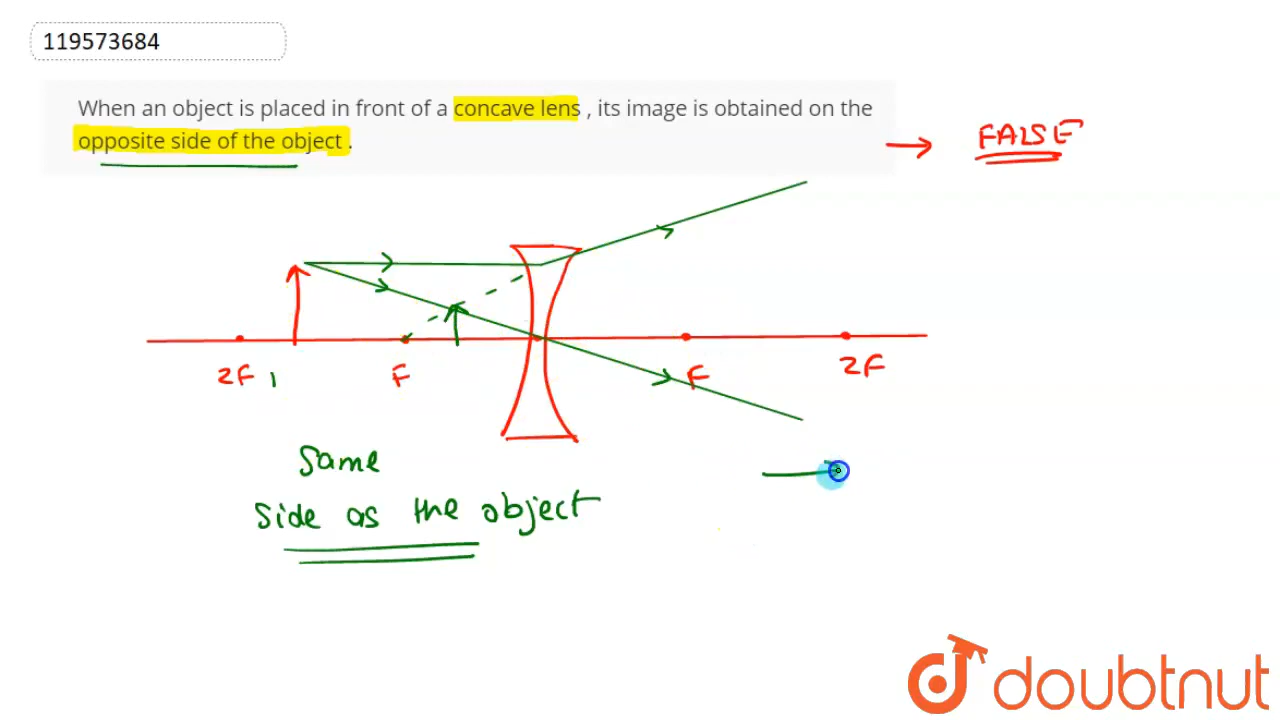 119573684
When an object is placed in front of a concave lens , its image is obtained on the
opposite side of the object .
FALSE
2F
F
F
2F
Same
Side as the object
doubtnut